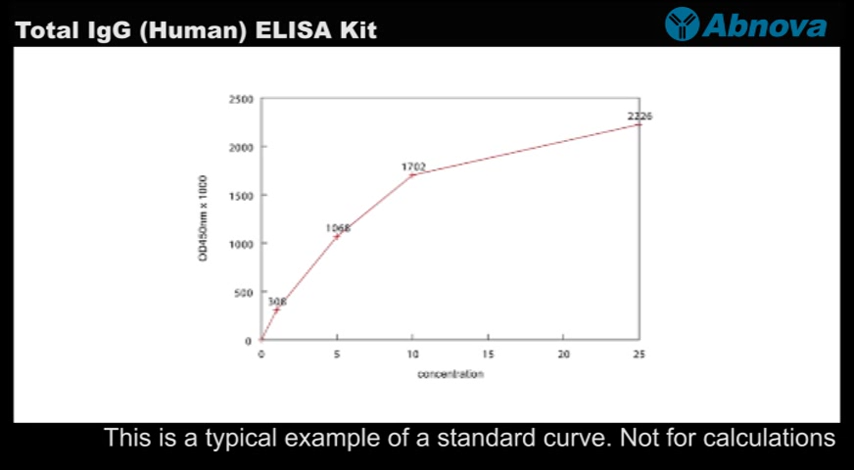 Total IgG (Human) ELISA Kit
Abnova
2500
2226
2000
1702
1500
OD450nm x 1000
1068
1000
500
308
0
0 5 10 15 20 25
concentration
This is a typical example of a standard curve. Not for calculations